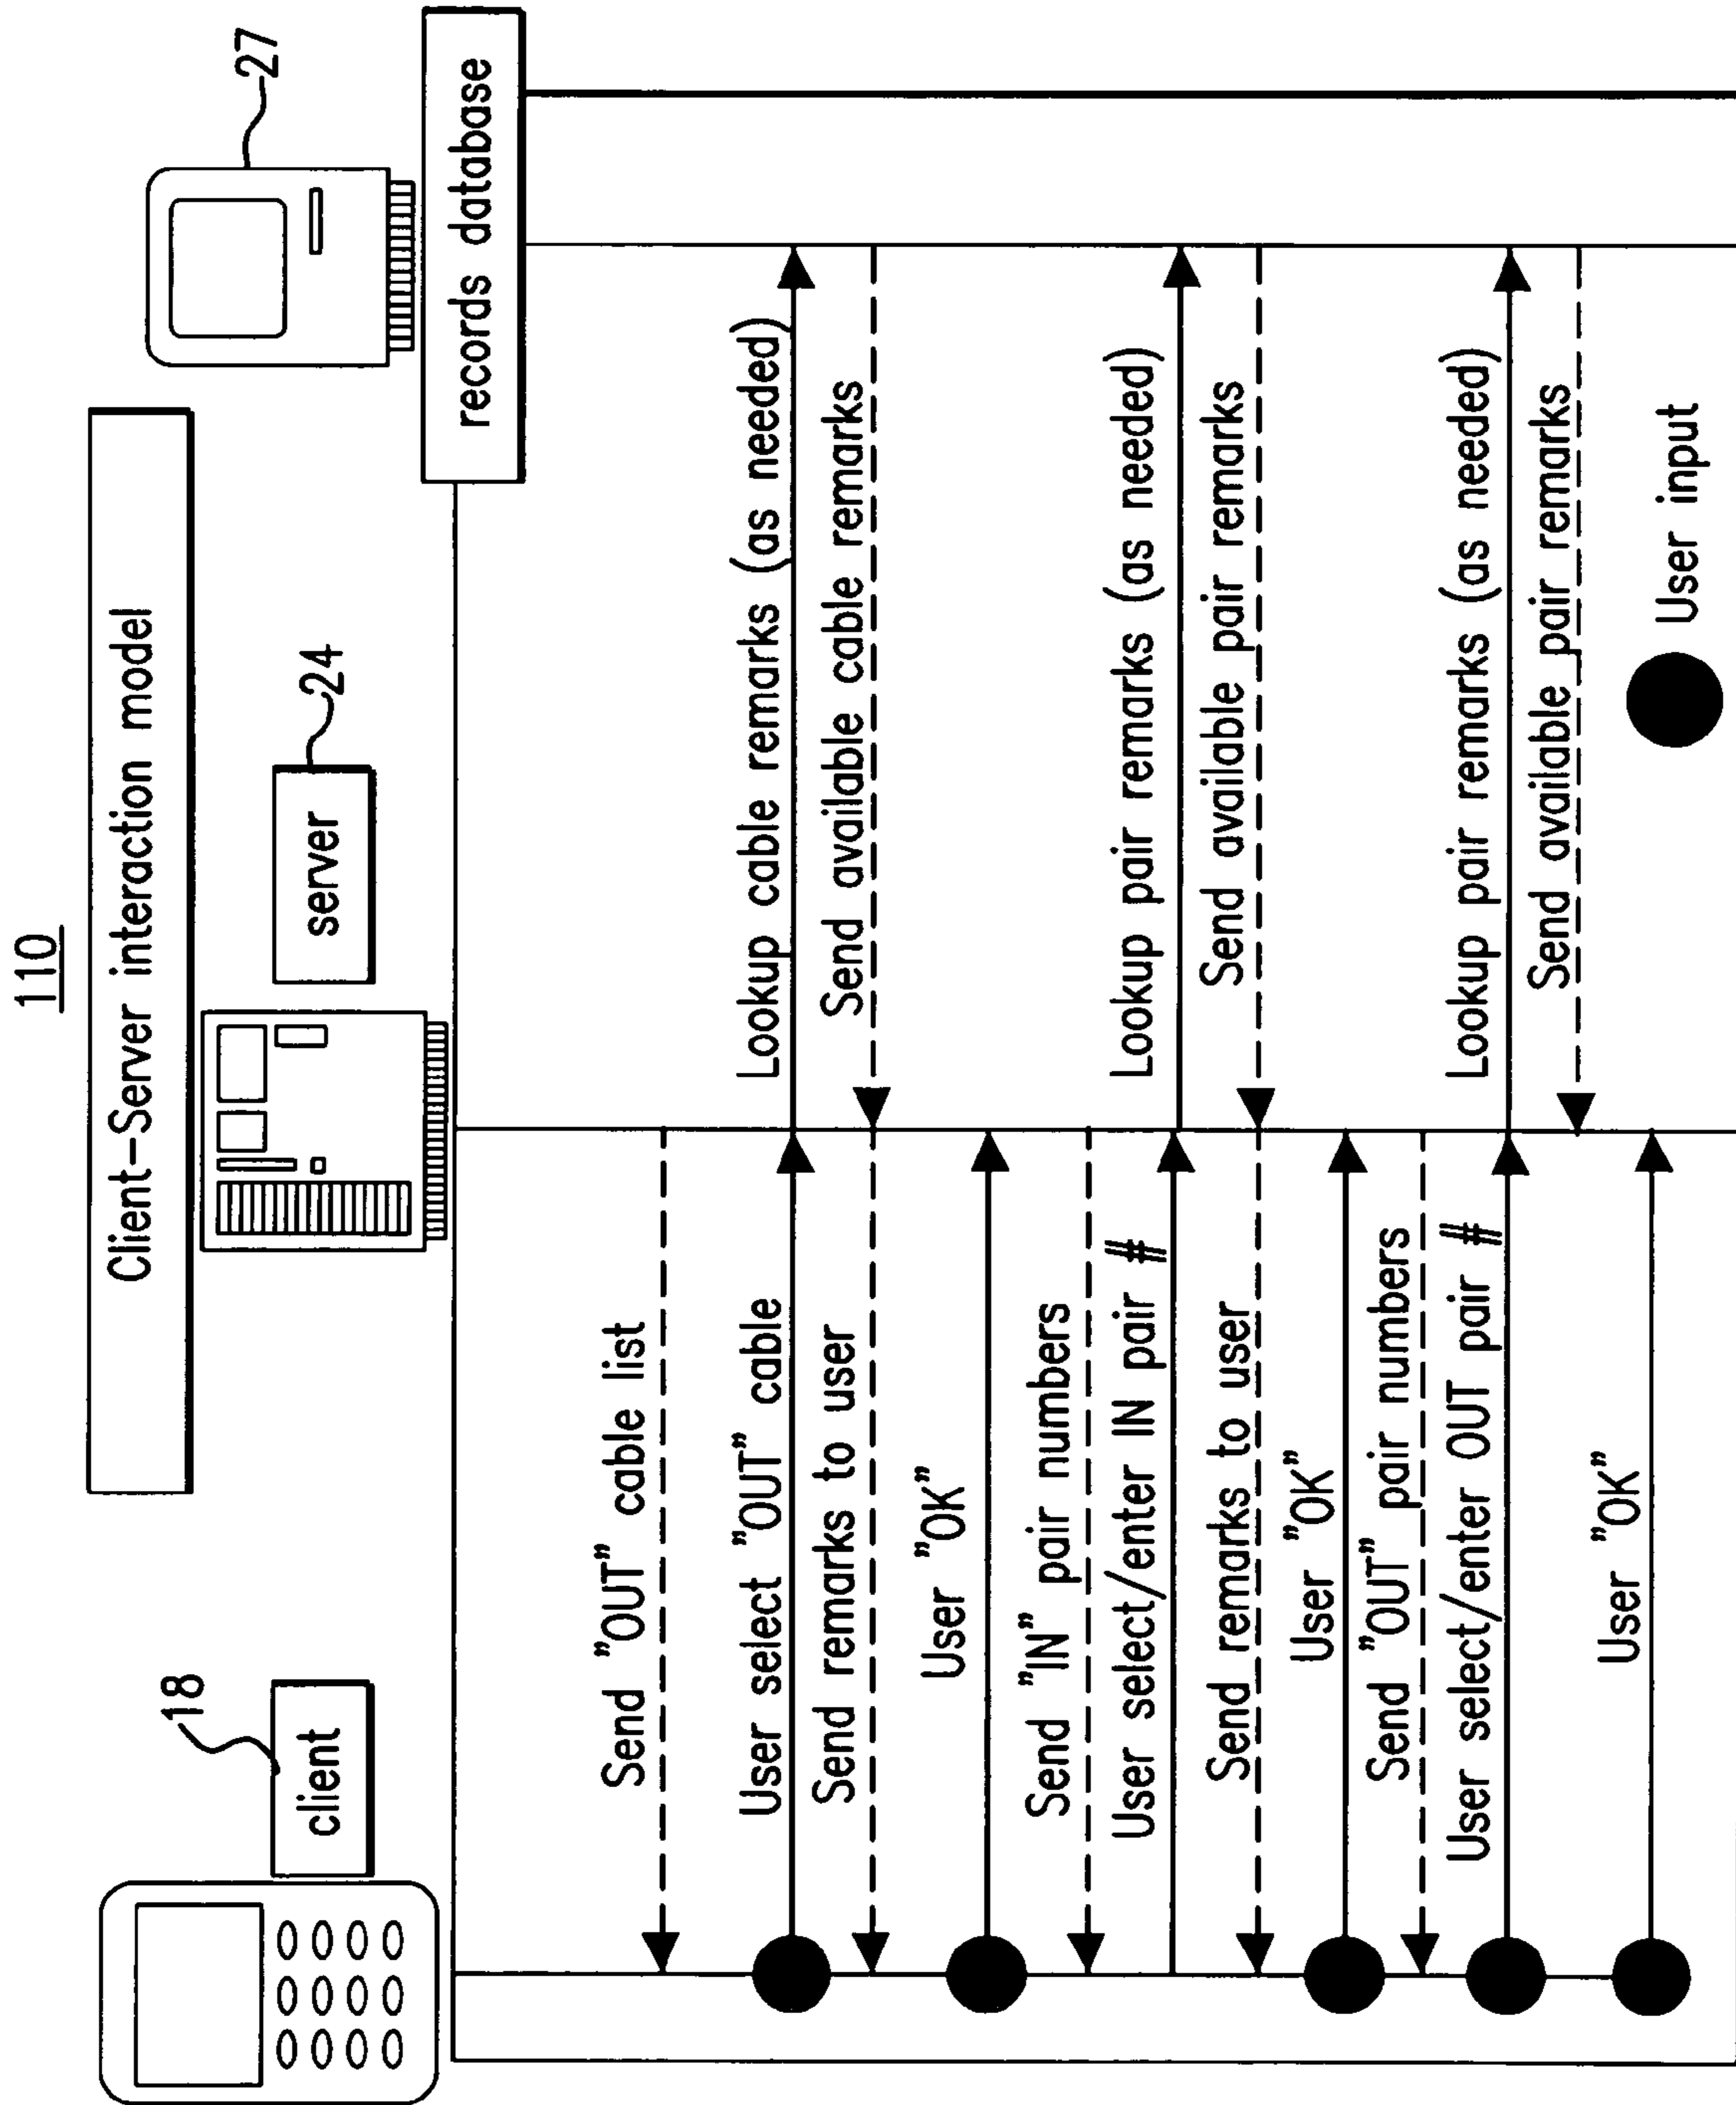 110
Client-Server interaction model
18
client
server
24
27
records database
Send "OUT" cable list
User select "OUT" cable
Lookup cable remarks (as needed)
Send remarks to user
Send available cable remarks
User "OK"
Send "IN" pair numbers
User select/enter IN pair #
Lookup pair remarks (as needed)
Send remarks to user
Send available pair remarks
User "OK"
Send "OUT" pair numbers
User select/enter OUT pair #
Lookup pair remarks (as needed)
Send available pair remarks
User "OK"
User input